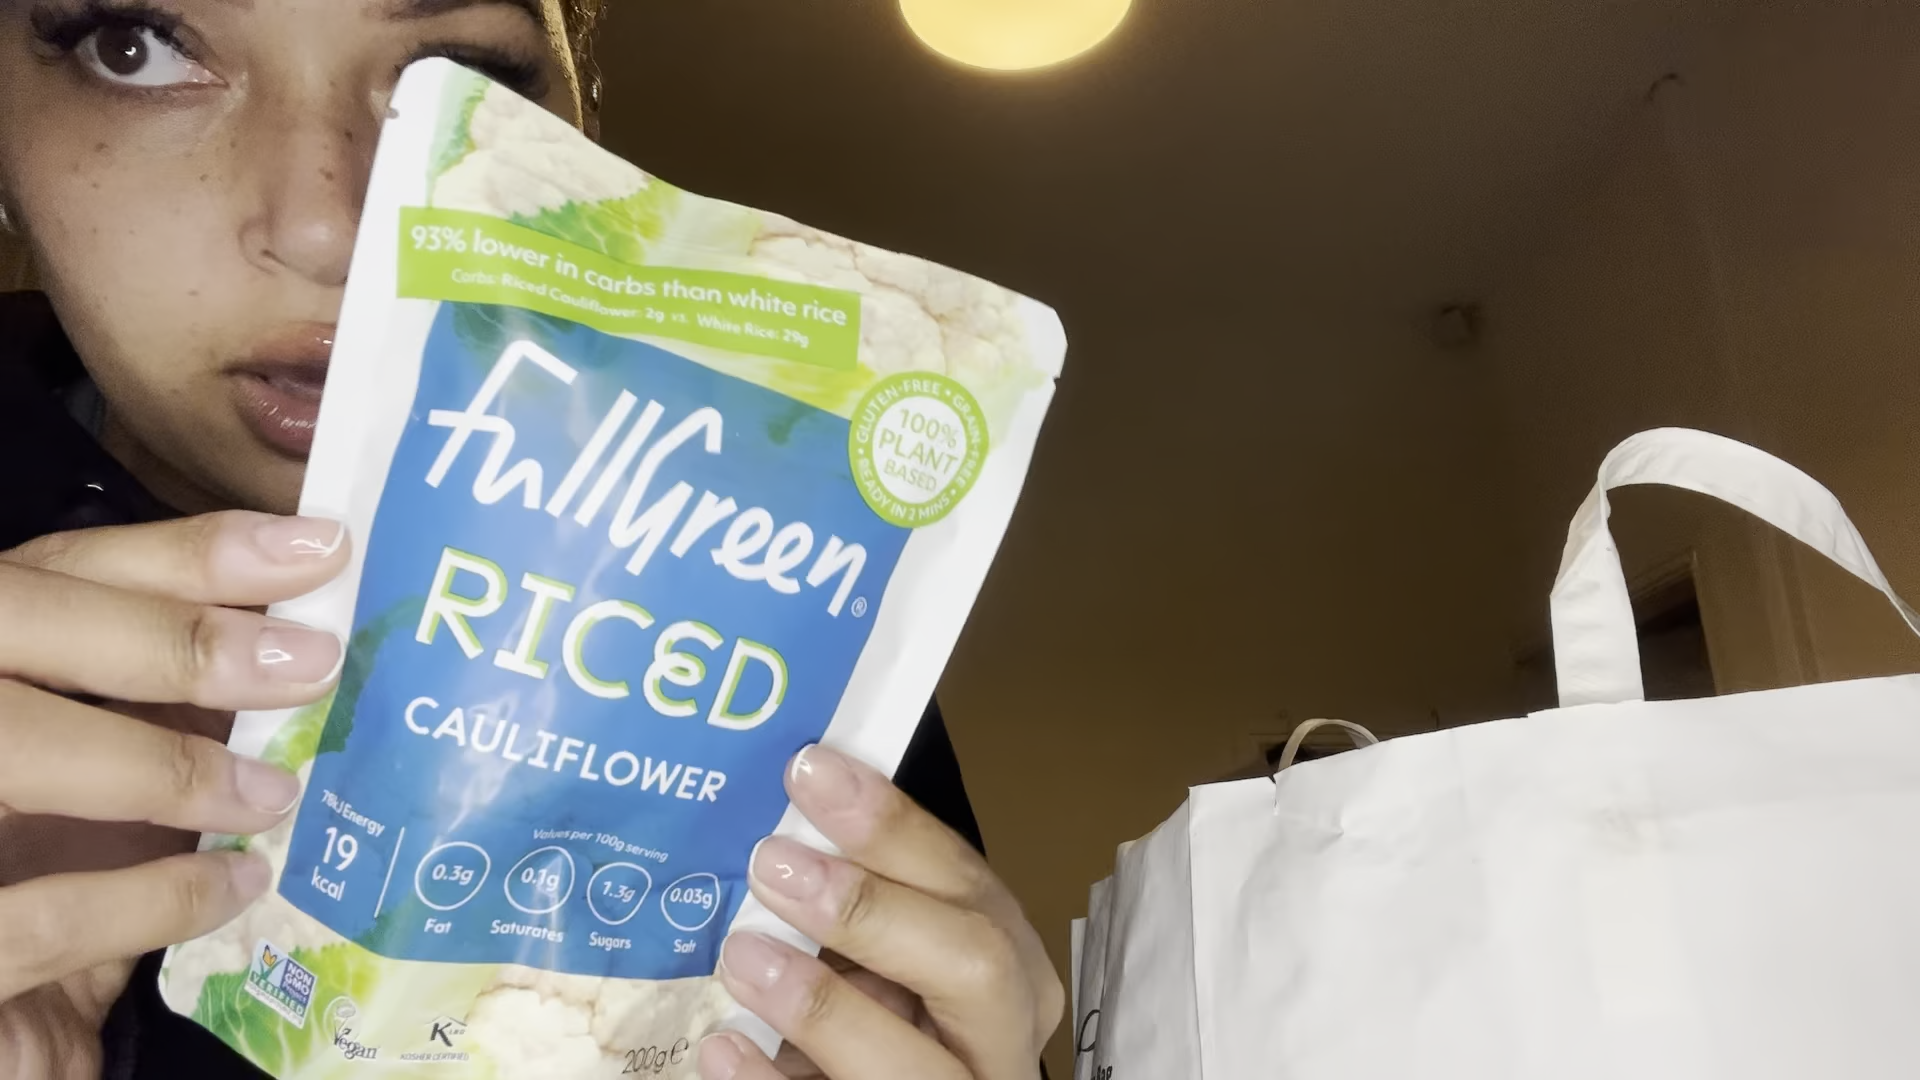 93% lower in carbs than white rice
Carbs: Riced Cauliflower: 2g vs. White Rice: 29g
GLUTEN-FREE • GRAIN-FREE • READY IN 2 MINS •
100%
PLANT
BASED
fullGreen®
RICED
CAULIFLOWER
78kJ Energy
19
kcal
Values per 100g serving
0.3g
Fat
0.1g
Saturates
1.3g
Sugars
0.03g
Salt
NON
GMO
VERIFIED
Vegan
K
KOSHER CERTIFIED
200g ℮